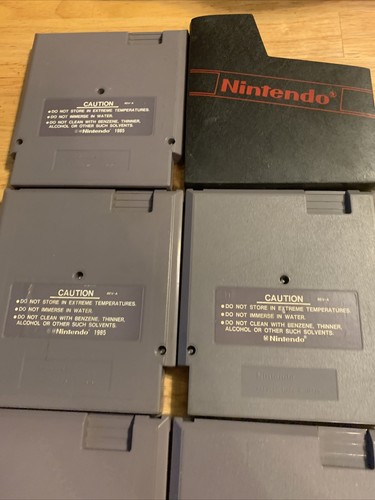 CAUTION REV-A
● DO NOT STORE IN EXTREME TEMPERATURES.
● DO NOT IMMERSE IN WATER.
● DO NOT CLEAN WITH BENZENE, THINNER,
ALCOHOL OR OTHER SUCH SOLVENTS.
©Nintendo 1985
Nintendo®
CAUTION REV-A
● DO NOT STORE IN EXTREME TEMPERATURES.
● DO NOT IMMERSE IN WATER.
● DO NOT CLEAN WITH BENZENE, THINNER,
ALCOHOL OR OTHER SUCH SOLVENTS.
©Nintendo 1985
CAUTION REV-A
● DO NOT STORE IN EXTREME TEMPERATURES.
● DO NOT IMMERSE IN WATER.
● DO NOT CLEAN WITH BENZENE, THINNER,
ALCOHOL OR OTHER SUCH SOLVENTS.
©Nintendo